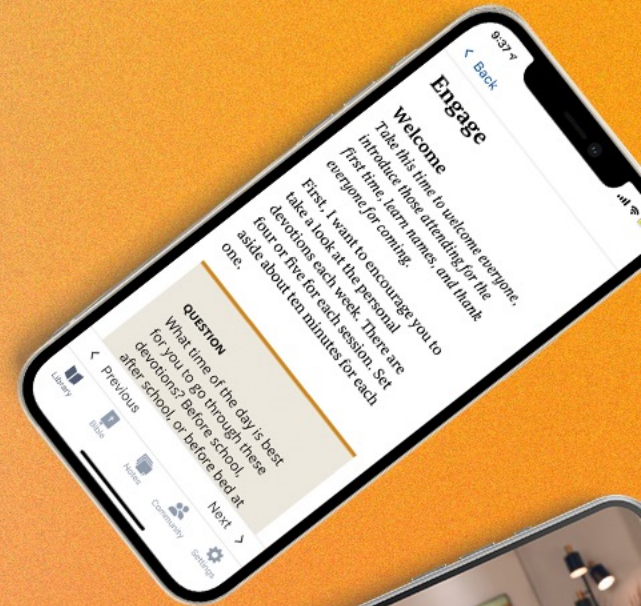 9:37
Back
Engage
Welcome
Take this time to welcome everyone,
introduce those attending for the
first time, learn names, and thank
everyone for coming.
First, I want to encourage you to
take a look at the personal
devotions each week. There are
four or five for each session. Set
aside about ten minutes for each
one.
QUESTION
What time of the day is best
for you to go through these
devotions? Before school,
after school, or before bed at
Previous
Next
Library
Bible
Notes
Community
Settings